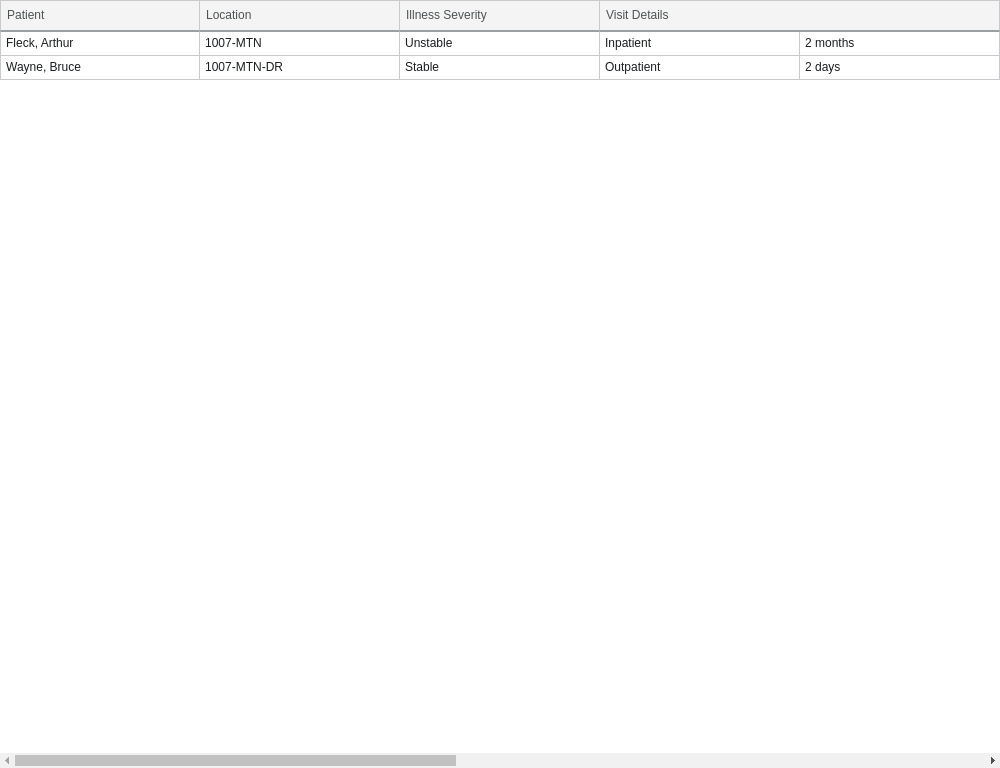 Patient Location Illness Severity Visit Details
Fleck, Arthur 1007-MTN Unstable Inpatient 2 months
Wayne, Bruce 1007-MTN-DR Stable Outpatient 2 days